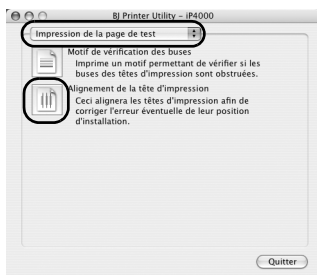 BJ Printer Utility – iP4000
Impression de la page de test
Motif de vérification des buses
Imprime un motif permettant de vérifier si les
buses des têtes d'impression sont obstruées.
Alignement de la tête d'impression
Ceci alignera les têtes d'impression afin de
corriger l'erreur éventuelle de leur position
d'installation.
Quitter